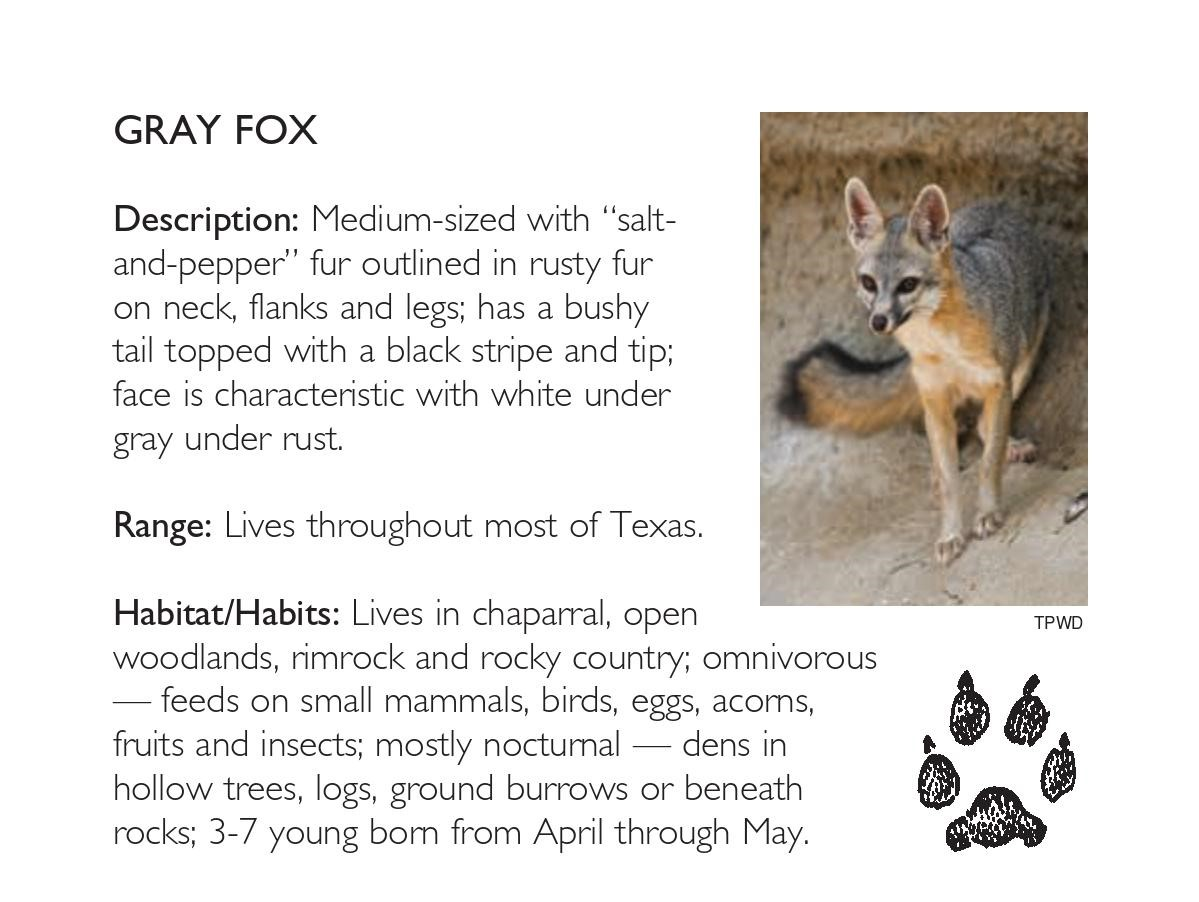 GRAY FOX
Description: Medium-sized with “salt-
and-pepper” fur outlined in rusty fur
on neck, flanks and legs; has a bushy
tail topped with a black stripe and tip;
face is characteristic with white under
gray under rust.
Range: Lives throughout most of Texas.
Habitat/Habits: Lives in chaparral, open
woodlands, rimrock and rocky country; omnivorous
— feeds on small mammals, birds, eggs, acorns,
fruits and insects; mostly nocturnal — dens in
hollow trees, logs, ground burrows or beneath
rocks; 3-7 young born from April through May.
TPWD